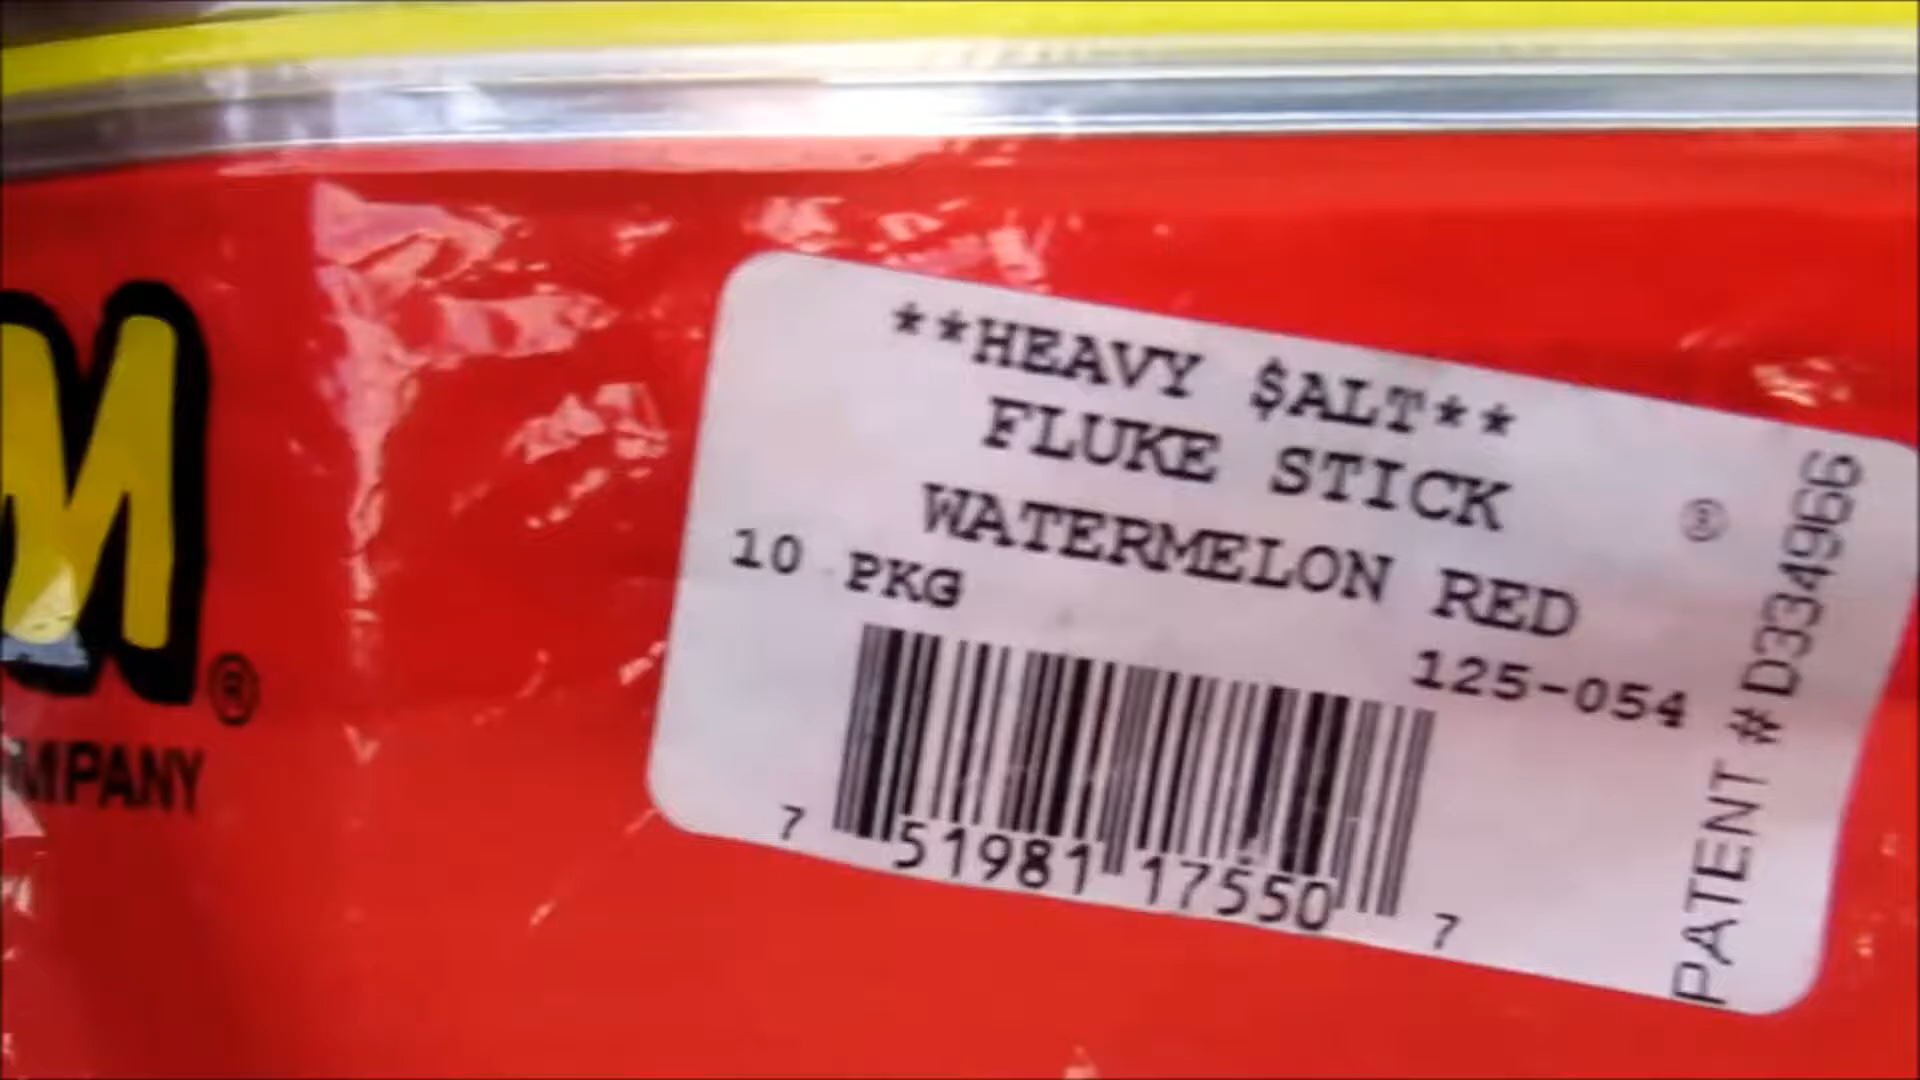 **HEAVY $ALT**
FLUKE STICK
WATERMELON RED
®
10 PKG
125-054
7 51981 17550 7
PATENT # D334966
M®
MPANY